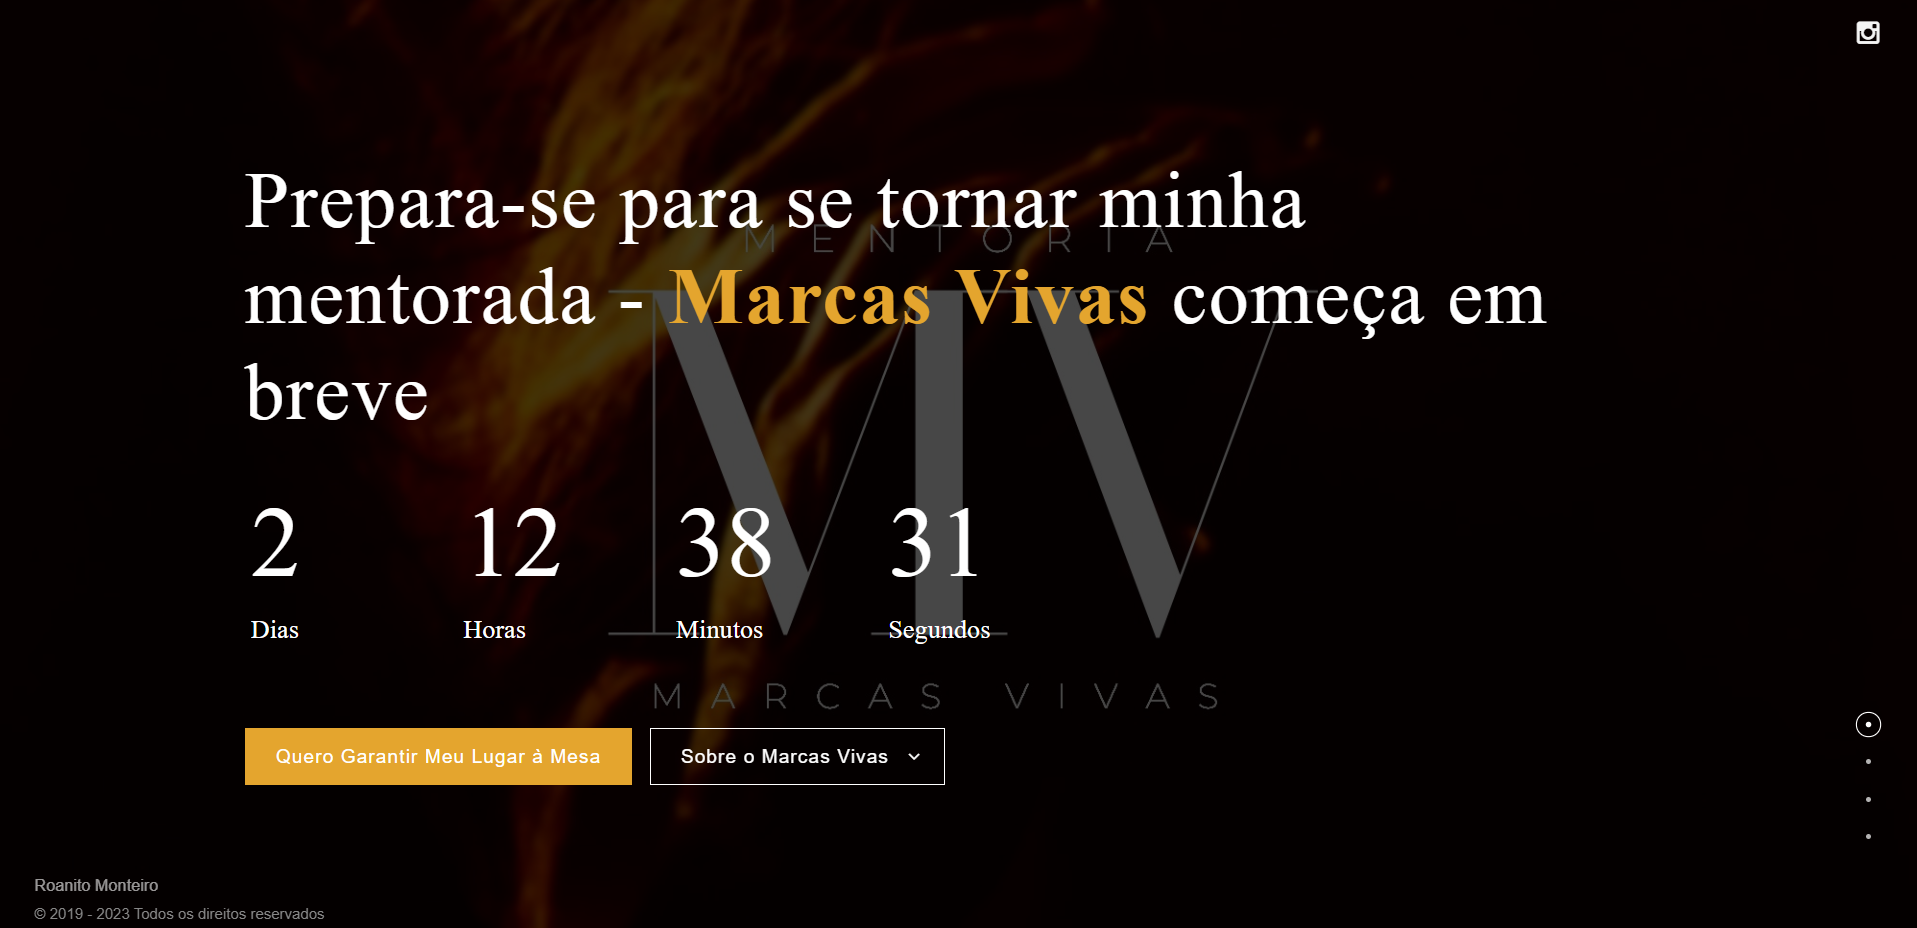 Prepara-se para se tornar minha
MENTORIA
mentorada - Marcas Vivas começa em
breve
MV
2 12 38 31
Dias Horas Minutos Segundos
MARCAS VIVAS
Quero Garantir Meu Lugar à Mesa Sobre o Marcas Vivas
Roanito Monteiro
© 2019 - 2023 Todos os direitos reservados